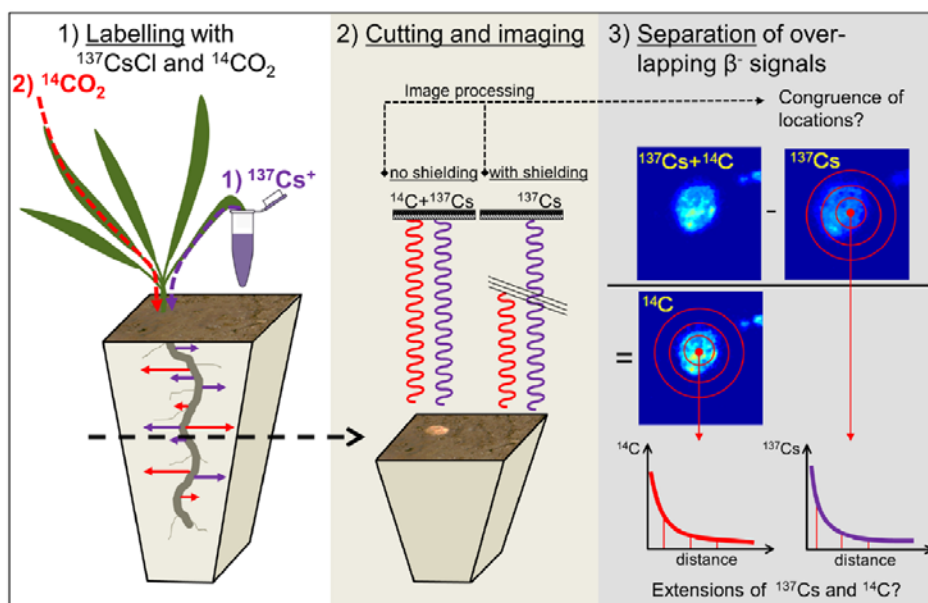 1) Labelling with
¹³⁷CsCl and ¹⁴CO₂
2) ¹⁴CO₂
1) ¹³⁷Cs⁺
2) Cutting and imaging
Image processing
no shielding
with shielding
¹⁴C+¹³⁷Cs
¹³⁷Cs
3) Separation of over-
lapping β⁻ signals
Congruence of
locations?
¹³⁷Cs+¹⁴C
¹³⁷Cs
-
¹⁴C
=
¹⁴C
distance
¹³⁷Cs
distance
Extensions of ¹³⁷Cs and ¹⁴C?